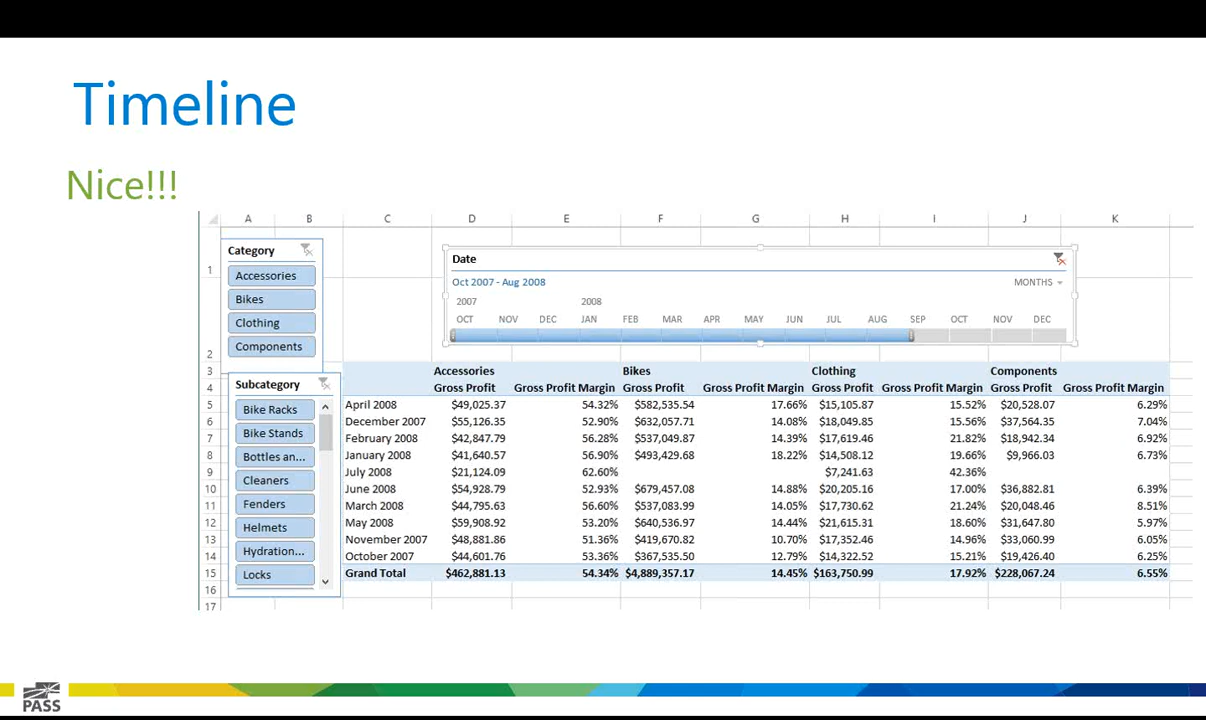 Timeline
Nice!!!
A B C D E F G H I J K
Category
Accessories
Bikes
Clothing
Components
Subcategory
Bike Racks
Bike Stands
Bottles an...
Cleaners
Fenders
Helmets
Hydration...
Locks
Date
Oct 2007 - Aug 2008
MONTHS
2007 2008
OCT NOV DEC JAN FEB MAR APR MAY JUN JUL AUG SEP OCT NOV DEC
1
2
3 Accessories Bikes Clothing Components
4 Gross Profit Gross Profit Margin Gross Profit Gross Profit Margin Gross Profit Gross Profit Margin Gross Profit Gross Profit Margin
5 April 2008 $49,025.37 54.32% $582,535.54 17.66% $15,105.87 15.52% $20,528.07 6.29%
6 December 2007 $55,126.35 52.90% $632,057.71 14.08% $18,049.85 15.56% $37,564.35 7.04%
7 February 2008 $42,847.79 56.28% $537,049.87 14.39% $17,619.46 21.82% $18,942.34 6.92%
8 January 2008 $41,640.57 56.90% $493,429.68 18.22% $14,508.12 19.66% $9,966.03 6.73%
9 July 2008 $21,124.09 62.60% $7,241.63 42.36%
10 June 2008 $54,928.79 52.93% $679,457.08 14.88% $20,205.16 17.00% $36,882.81 6.39%
11 March 2008 $44,795.63 56.60% $537,083.99 14.05% $17,730.62 21.24% $20,048.46 8.51%
12 May 2008 $59,908.92 53.20% $640,536.97 14.44% $21,615.31 18.60% $31,647.80 5.97%
13 November 2007 $48,881.86 51.36% $419,670.82 10.70% $17,352.46 14.96% $33,060.99 6.05%
14 October 2007 $44,601.76 53.36% $367,535.50 12.79% $14,322.52 15.21% $19,426.40 6.25%
15 Grand Total $462,881.13 54.34% $4,889,357.17 14.45% $163,750.99 17.92% $228,067.24 6.55%
16
17
PASS